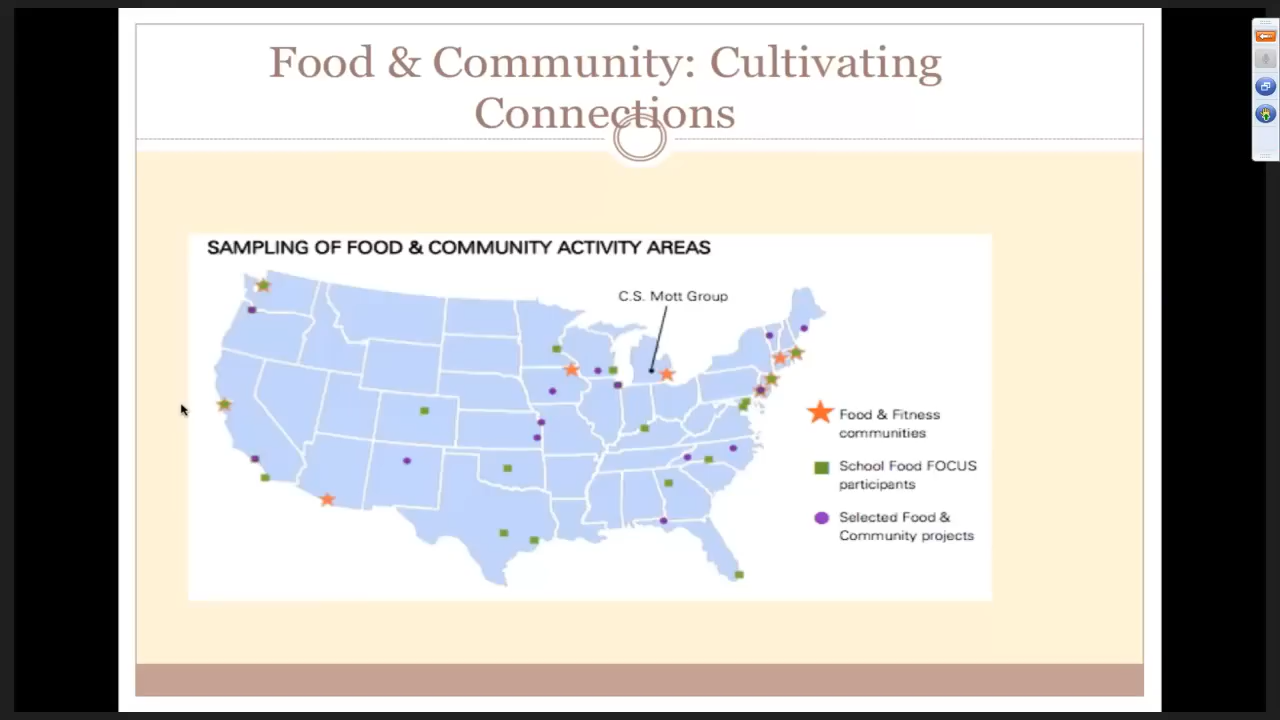 Food & Community: Cultivating
Connections
SAMPLING OF FOOD & COMMUNITY ACTIVITY AREAS
C.S. Mott Group
Food & Fitness
communities
School Food FOCUS
participants
Selected Food &
Community projects